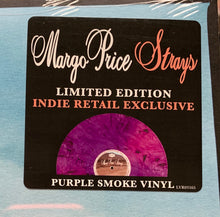 Margo Price Strays
LIMITED EDITION
INDIE RETAIL EXCLUSIVE
PURPLE SMOKE VINYL